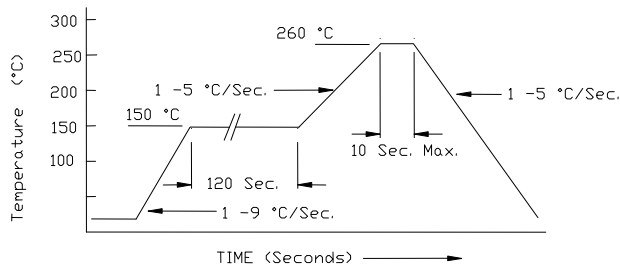 300
250
200
150
100
Temperature (°C)
260 °C
1 -5 °C/Sec.
150 °C
1 -5 °C/Sec.
10 Sec. Max.
120 Sec.
1 -9 °C/Sec.
TIME (Seconds)